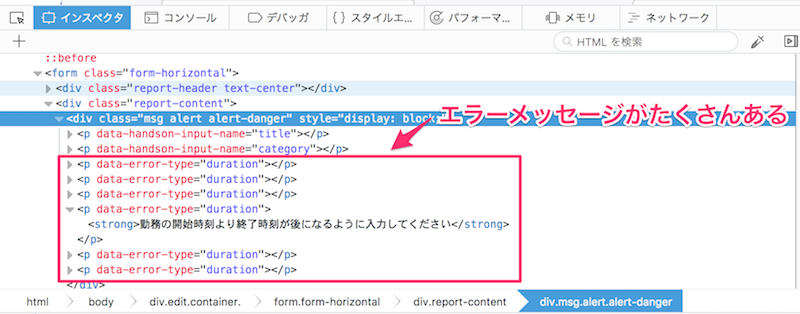 インスペクタ コンソール デバッガ スタイルエ... パフォーマ... メモリ ネットワーク
+ HTML を検索
::before
<form class="form-horizontal">
<div class="report-header text-center"></div>
<div class="report-content">
<div class="msg alert alert-danger" style="display: block;
エラーメッセージがたくさんある
<p data-handson-input-name="title"></p>
<p data-handson-input-name="category"></p>
<p data-error-type="duration"></p>
<p data-error-type="duration"></p>
<p data-error-type="duration"></p>
<p data-error-type="duration">
<strong>勤務の開始時刻より終了時刻が後になるように入力してください</strong>
</p>
<p data-error-type="duration"></p>
<p data-error-type="duration"></p>
</div>
html body div.edit.container. form.form-horizontal div.report-content div.msg.alert.alert-danger